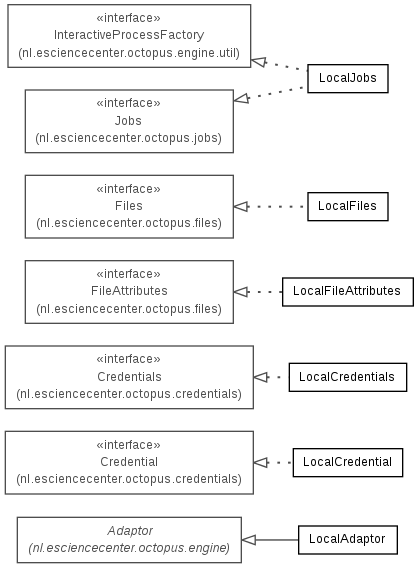 «interface»
InteractiveProcessFactory
(nl.esciencecenter.octopus.engine.util)
LocalJobs
«interface»
Jobs
(nl.esciencecenter.octopus.jobs)
«interface»
Files
(nl.esciencecenter.octopus.files)
LocalFiles
«interface»
FileAttributes
(nl.esciencecenter.octopus.files)
LocalFileAttributes
«interface»
Credentials
(nl.esciencecenter.octopus.credentials)
LocalCredentials
«interface»
Credential
(nl.esciencecenter.octopus.credentials)
LocalCredential
Adaptor
(nl.esciencecenter.octopus.engine)
LocalAdaptor